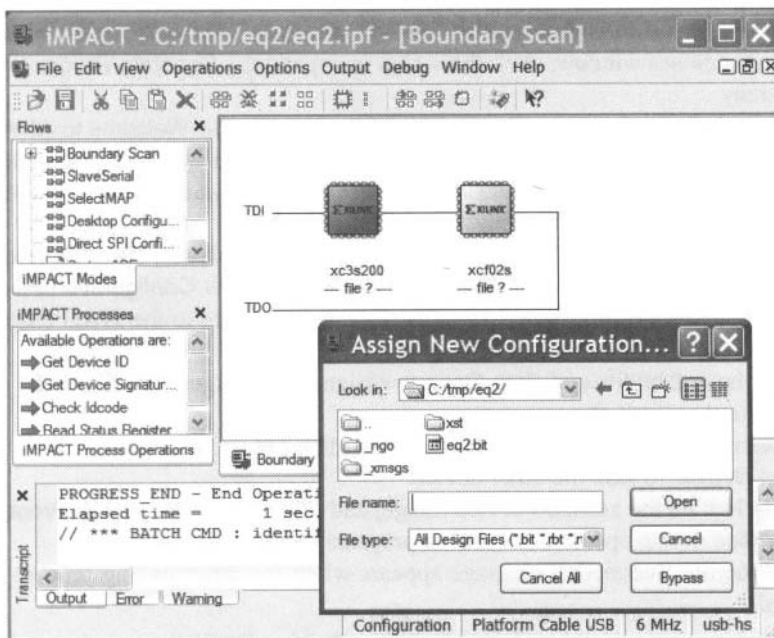 iMPACT - C:/tmp/eq2/eq2.ipf - [Boundary Scan]
File Edit View Operations Options Output Debug Window Help
Flows
Boundary Scan
SlaveSerial
SelectMAP
Desktop Configu...
Direct SPI Confi...
iMPACT Modes
iMPACT Processes
Available Operations are:
Get Device ID
Get Device Signatur...
Check Idcode
Read Status Register
iMPACT Process Operations
TDI
XILINX
XILINX
xc3s200
xcf02s
--- file ? ---
--- file ? ---
TDO
Boundary
Assign New Configuration...
Look in: C:/tmp/eq2/
..
xst
_ngo
eq2.bit
_xmsgs
File name:
Open
File type: All Design Files (*.bit *.rbt *.r
Cancel
Cancel All
Bypass
PROGRESS_END - End Operati
Elapsed time = 1 sec.
// *** BATCH CMD : identif
Transcript
Output Error Warning
Configuration Platform Cable USB 6 MHz usb-hs